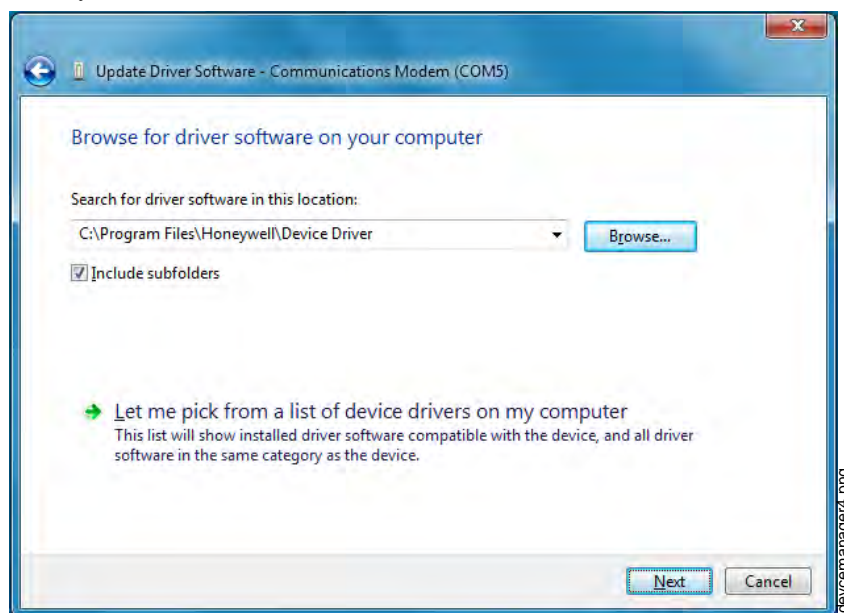 Update Driver Software - Communications Modem (COM5)
Browse for driver software on your computer
Search for driver software in this location:
C:\Program Files\Honeywell\Device Driver
Browse...
Include subfolders
Let me pick from a list of device drivers on my computer
This list will show installed driver software compatible with the device, and all driver
software in the same category as the device.
Next
Cancel